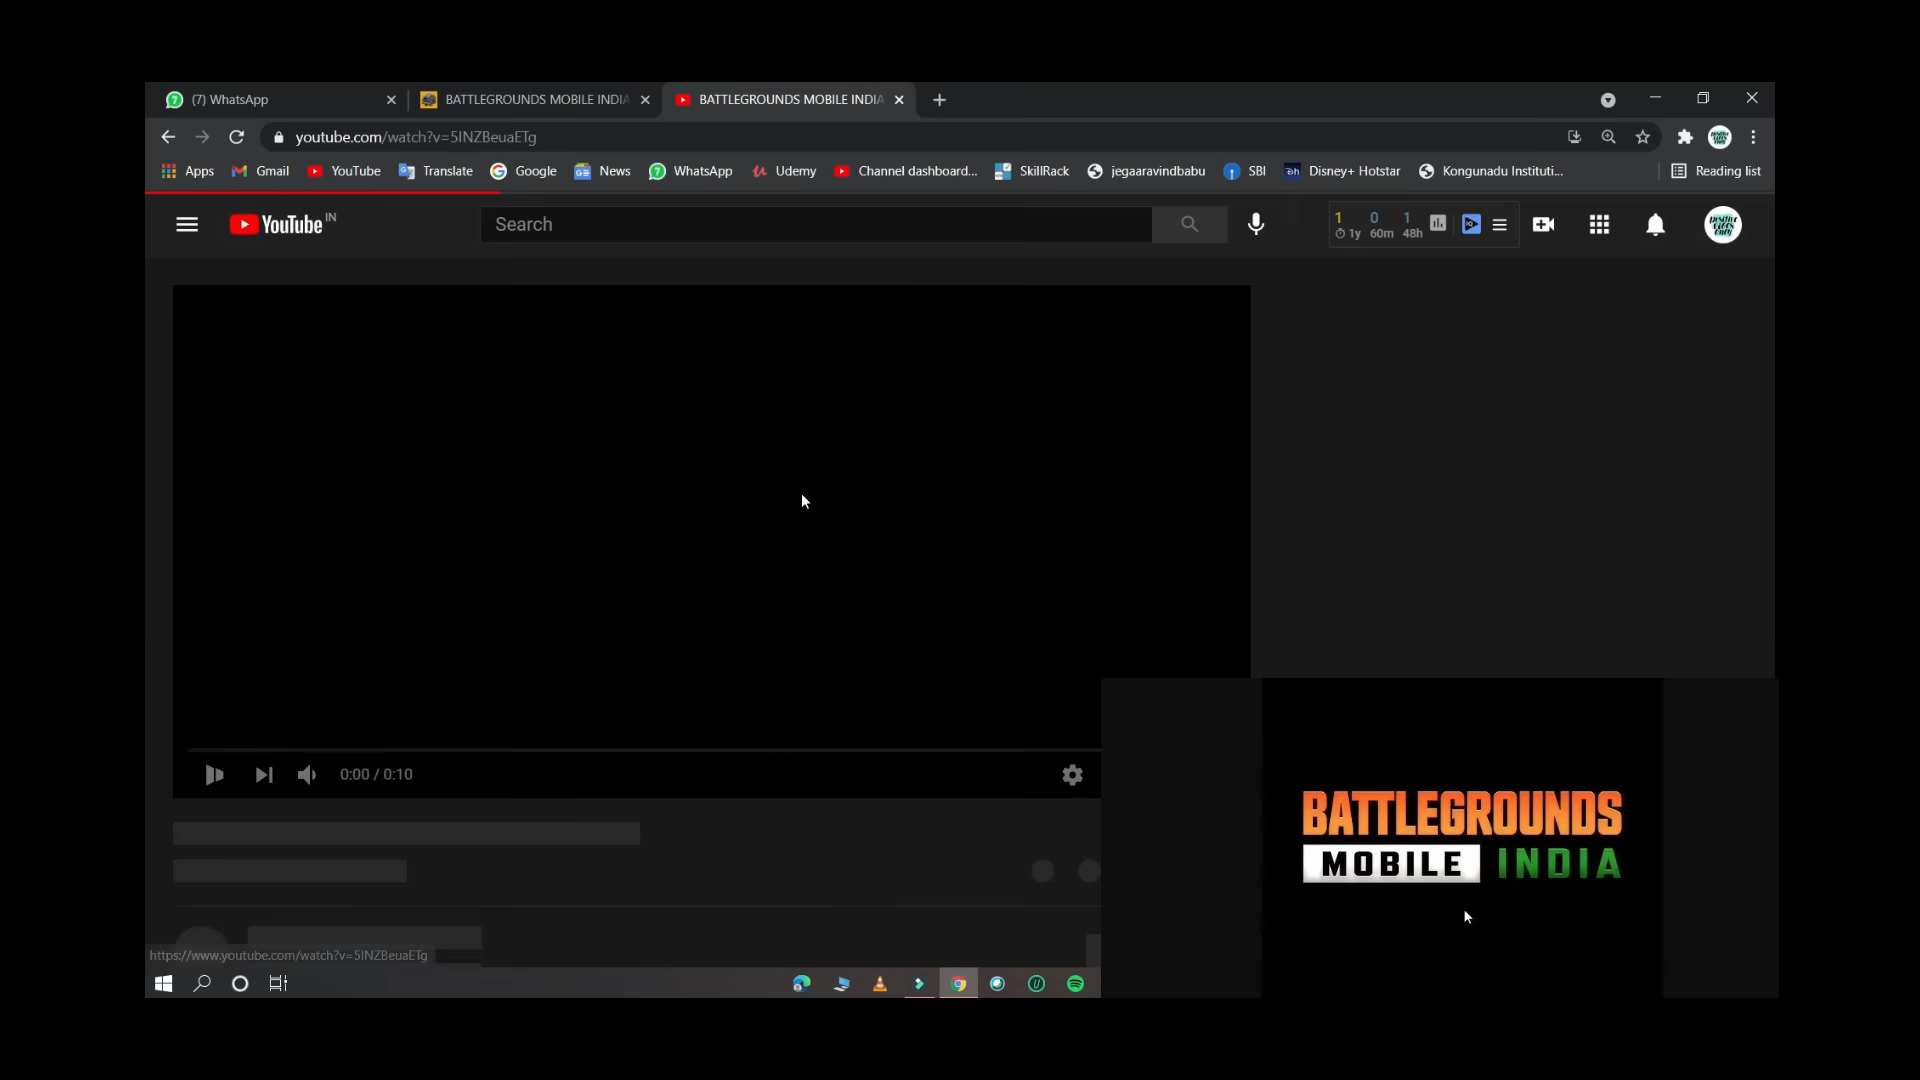 (7) WhatsApp
BATTLEGROUNDS MOBILE INDIA
BATTLEGROUNDS MOBILE INDIA
youtube.com/watch?v=5INZBeuaETg
Apps
Gmail
YouTube
Translate
Google
News
WhatsApp
Udemy
Channel dashboard...
SkillRack
jegaaravindbabu
SBI
Disney+ Hotstar
Kongunadu Instituti...
Reading list
YouTube IN
Search
1 0 1
1y 60m 48h
0:00 / 0:10
BATTLEGROUNDS
MOBILE INDIA
https://www.youtube.com/watch?v=5INZBeuaETg